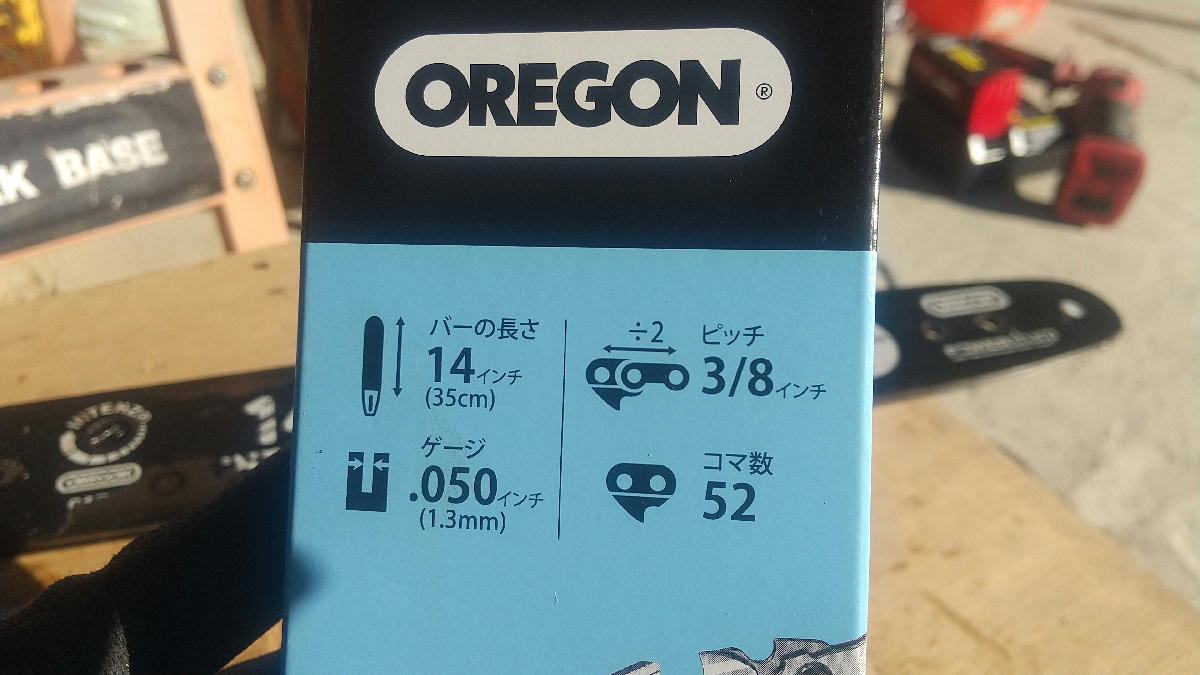 OREGON®
バーの長さ
14インチ
(35cm)
ゲージ
.050インチ
(1.3mm)
÷2
ピッチ
3/8インチ
コマ数
52
K BASE
OREGON